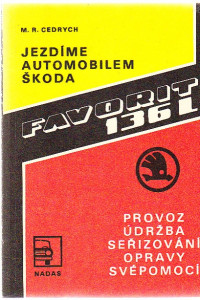 M. R. CEDRYCH
JEZDÍME
AUTOMOBILEM
ŠKODA
FAVORIT
136 L
PROVOZ
ÚDRŽBA
SEŘIZOVÁNÍ
OPRAVY
SVÉPOMOCÍ
NADAS